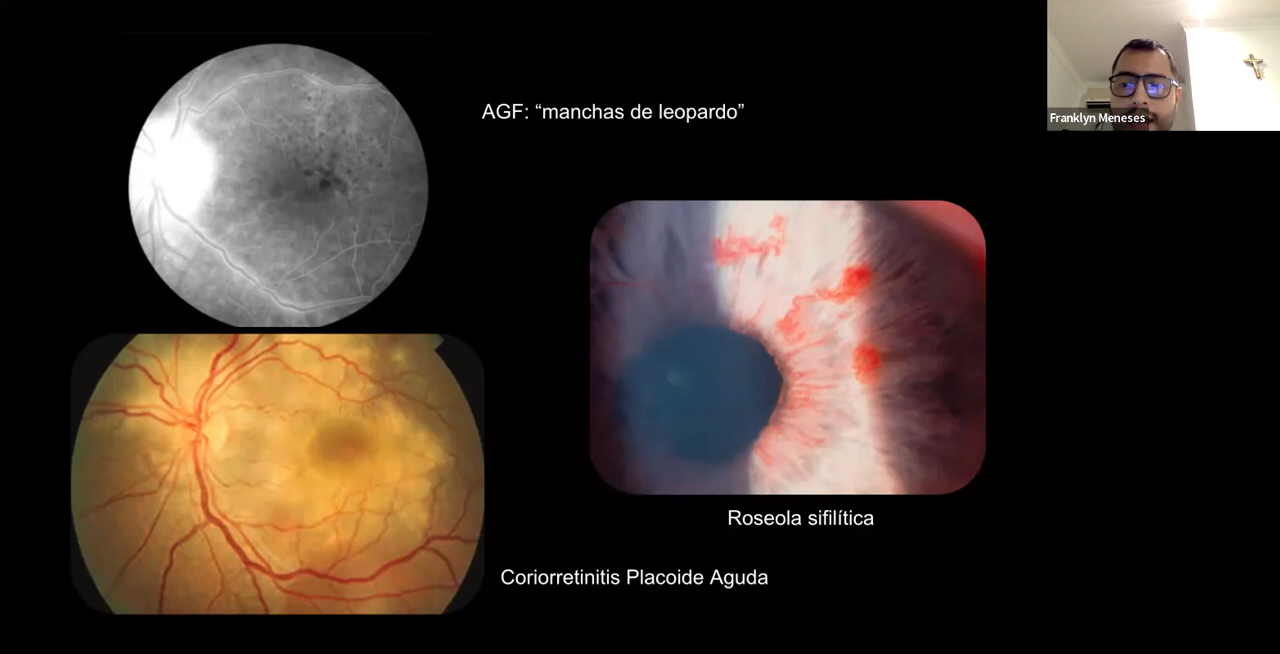 AGF: “manchas de leopardo”
Franklyn Meneses
Roseola sifilítica
Coriorretinitis Placoide Aguda